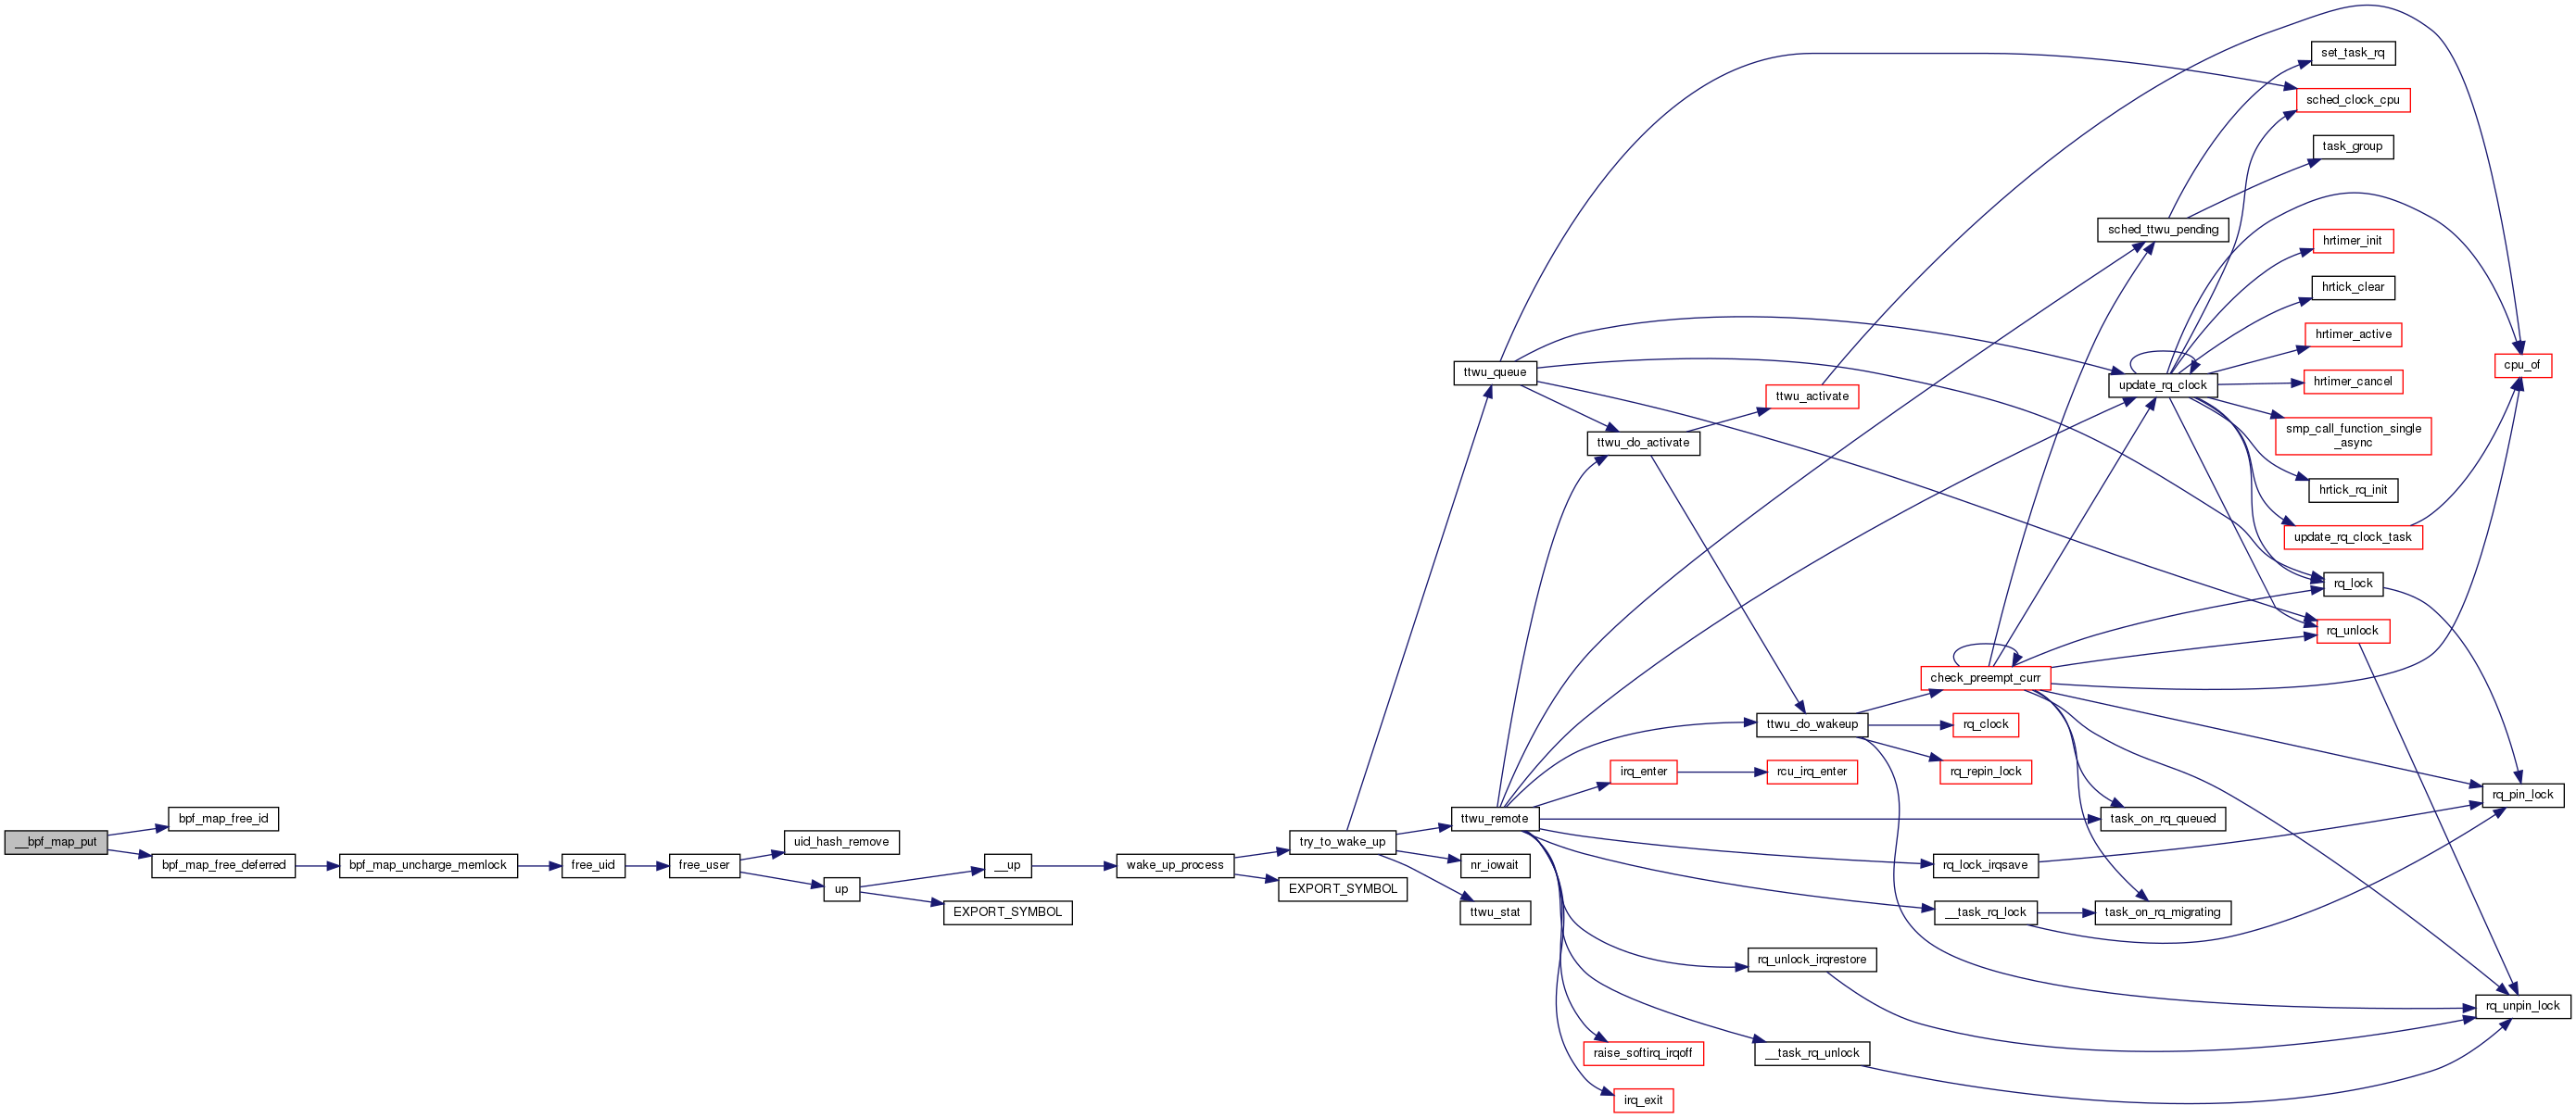 __bpf_map_put
bpf_map_free_id
bpf_map_free_deferred
bpf_map_uncharge_memlock
free_uid
free_user
uid_hash_remove
up
__up
EXPORT_SYMBOL
wake_up_process
try_to_wake_up
EXPORT_SYMBOL
ttwu_queue
ttwu_remote
nr_iowait
ttwu_stat
ttwu_do_activate
ttwu_activate
ttwu_do_wakeup
irq_enter
rcu_irq_enter
rq_unlock_irqrestore
raise_softirq_irqoff
__task_rq_unlock
irq_exit
check_preempt_curr
rq_clock
rq_repin_lock
rq_lock_irqsave
__task_rq_lock
sched_ttwu_pending
update_rq_clock
task_on_rq_queued
task_on_rq_migrating
set_task_rq
sched_clock_cpu
task_group
hrtimer_init
hrtick_clear
hrtimer_active
hrtimer_cancel
smp_call_function_single
_async
hrtick_rq_init
update_rq_clock_task
rq_lock
rq_unlock
cpu_of
rq_pin_lock
rq_unpin_lock